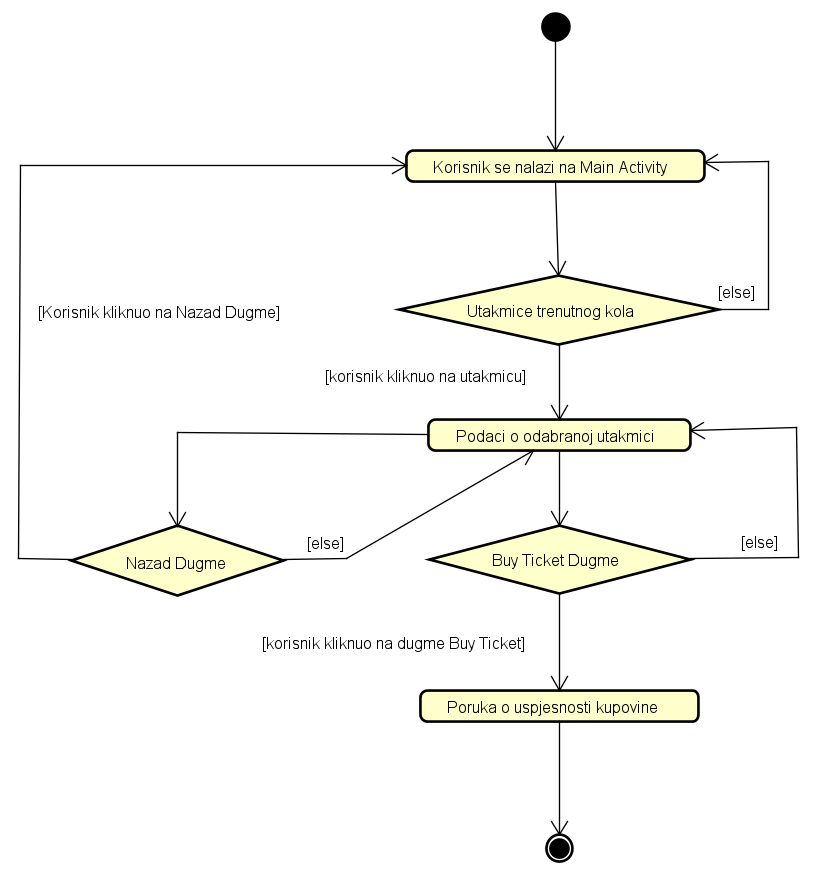 Korisnik se nalazi na Main Activity
[else]
Utakmice trenutnog kola
[Korisnik kliknuo na Nazad Dugme]
[korisnik kliknuo na utakmicu]
Podaci o odabranoj utakmici
[else]
[else]
Nazad Dugme
Buy Ticket Dugme
[korisnik kliknuo na dugme Buy Ticket]
Poruka o uspjesnosti kupovine